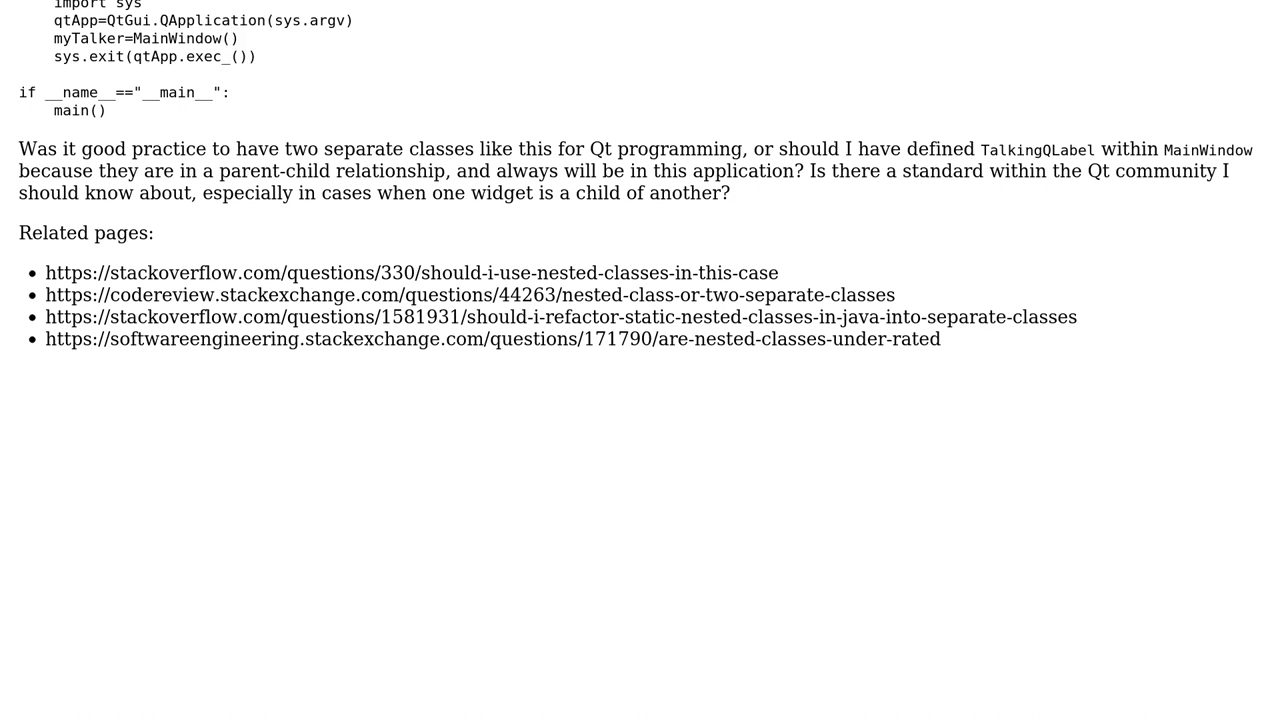 import sys
qtApp=QtGui.QApplication(sys.argv)
myTalker=MainWindow()
sys.exit(qtApp.exec_())
if __name__=="__main__":
main()
Was it good practice to have two separate classes like this for Qt programming, or should I have defined TalkingQLabel within MainWindow
because they are in a parent-child relationship, and always will be in this application? Is there a standard within the Qt community I
should know about, especially in cases when one widget is a child of another?
Related pages:
• https://stackoverflow.com/questions/330/should-i-use-nested-classes-in-this-case
• https://codereview.stackexchange.com/questions/44263/nested-class-or-two-separate-classes
• https://stackoverflow.com/questions/1581931/should-i-refactor-static-nested-classes-in-java-into-separate-classes
• https://softwareengineering.stackexchange.com/questions/171790/are-nested-classes-under-rated